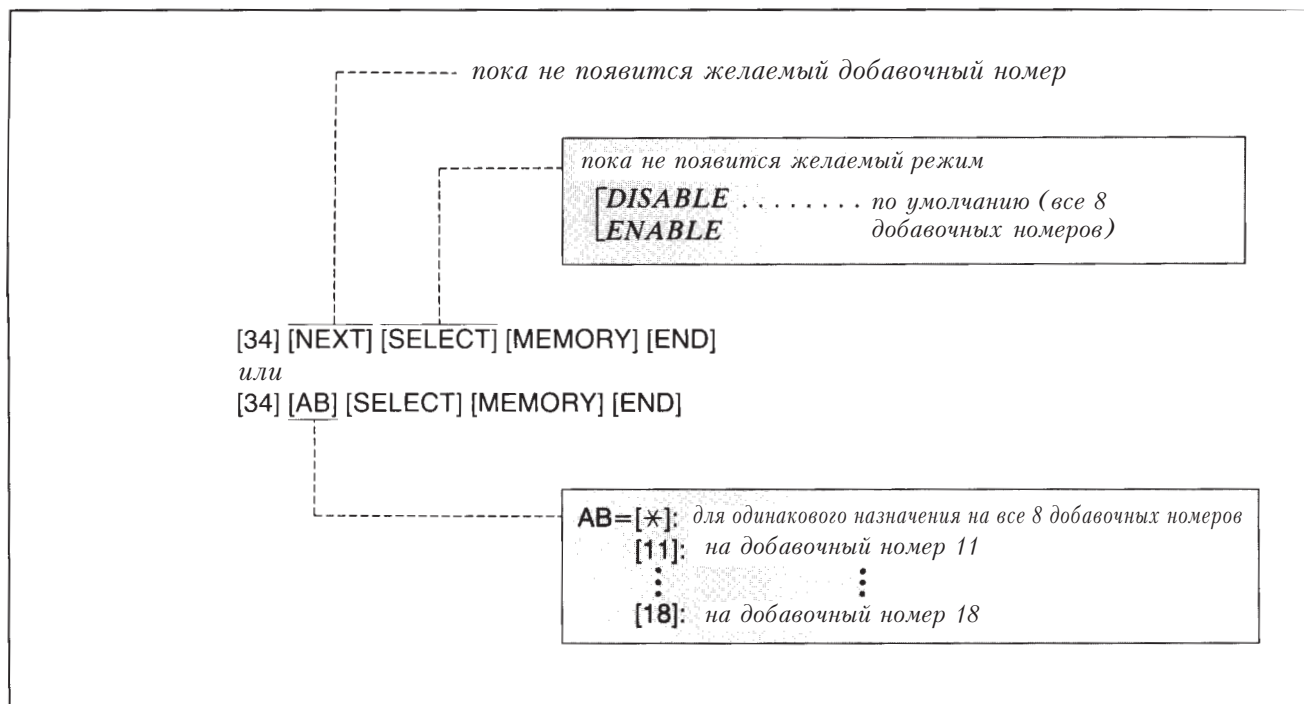 пока не появится желаемый добавочный номер
пока не появится желаемый режим
DISABLE ........ по умолчанию (все 8
ENABLE добавочных номеров)
[34] [NEXT] [SELECT] [MEMORY] [END]
или
[34] [AB] [SELECT] [MEMORY] [END]
AB=[✳]: для одинакового назначения на все 8 добавочных номеров
[11]: на добавочный номер 11
⋮ ⋮
[18]: на добавочный номер 18